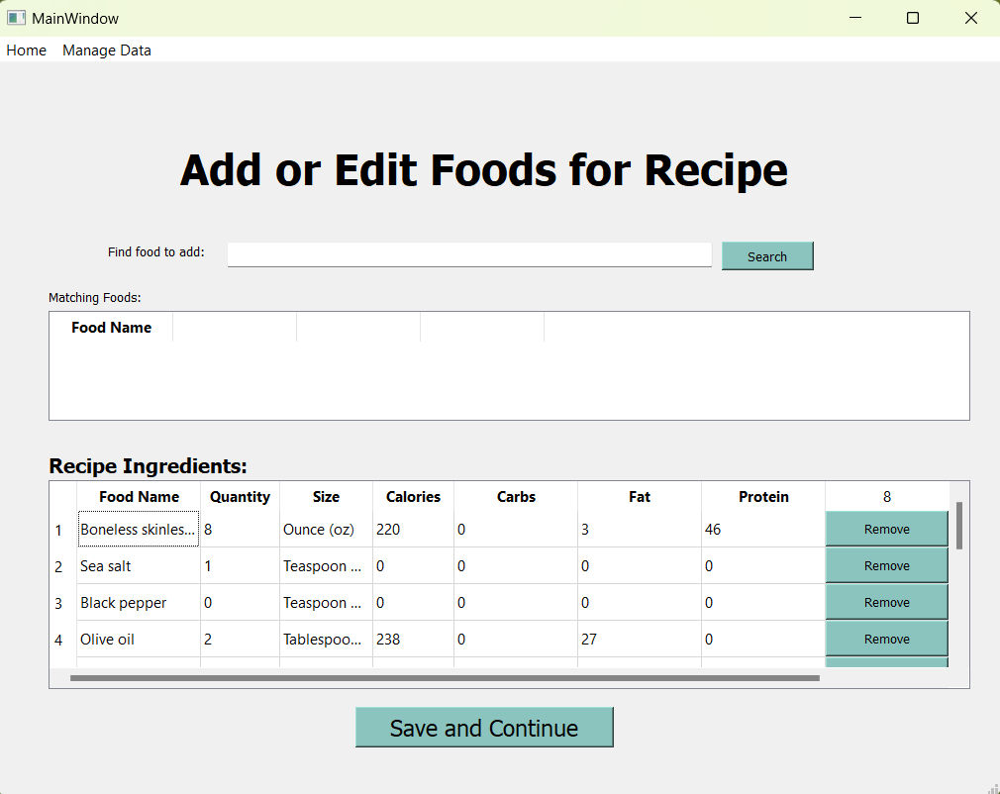 MainWindow
Home Manage Data
Add or Edit Foods for Recipe
Find food to add: Search
Matching Foods:
Food Name
Recipe Ingredients:
Food Name Quantity Size Calories Carbs Fat Protein 8
1 Boneless skinles... 8 Ounce (oz) 220 0 3 46 Remove
2 Sea salt 1 Teaspoon ... 0 0 0 0 Remove
3 Black pepper 0 Teaspoon ... 0 0 0 0 Remove
4 Olive oil 2 Tablespoo... 238 0 27 0 Remove
Save and Continue